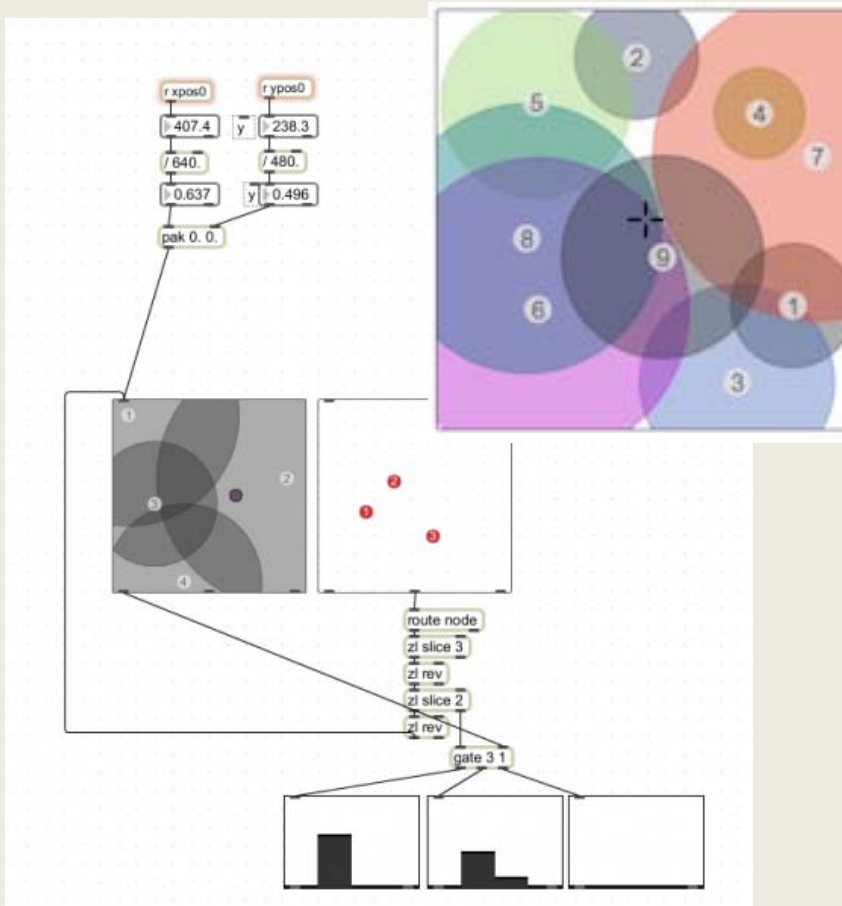 r xpos0
r ypos0
407.4
y
238.3
/ 640.
/ 480.
0.637
y
0.496
pak 0. 0.
2
5
4
7
8
9
6
1
3
1
2
3
4
2
1
3
route node
zl slice 3
zl rev
zl slice 2
zl rev
gate 3 1